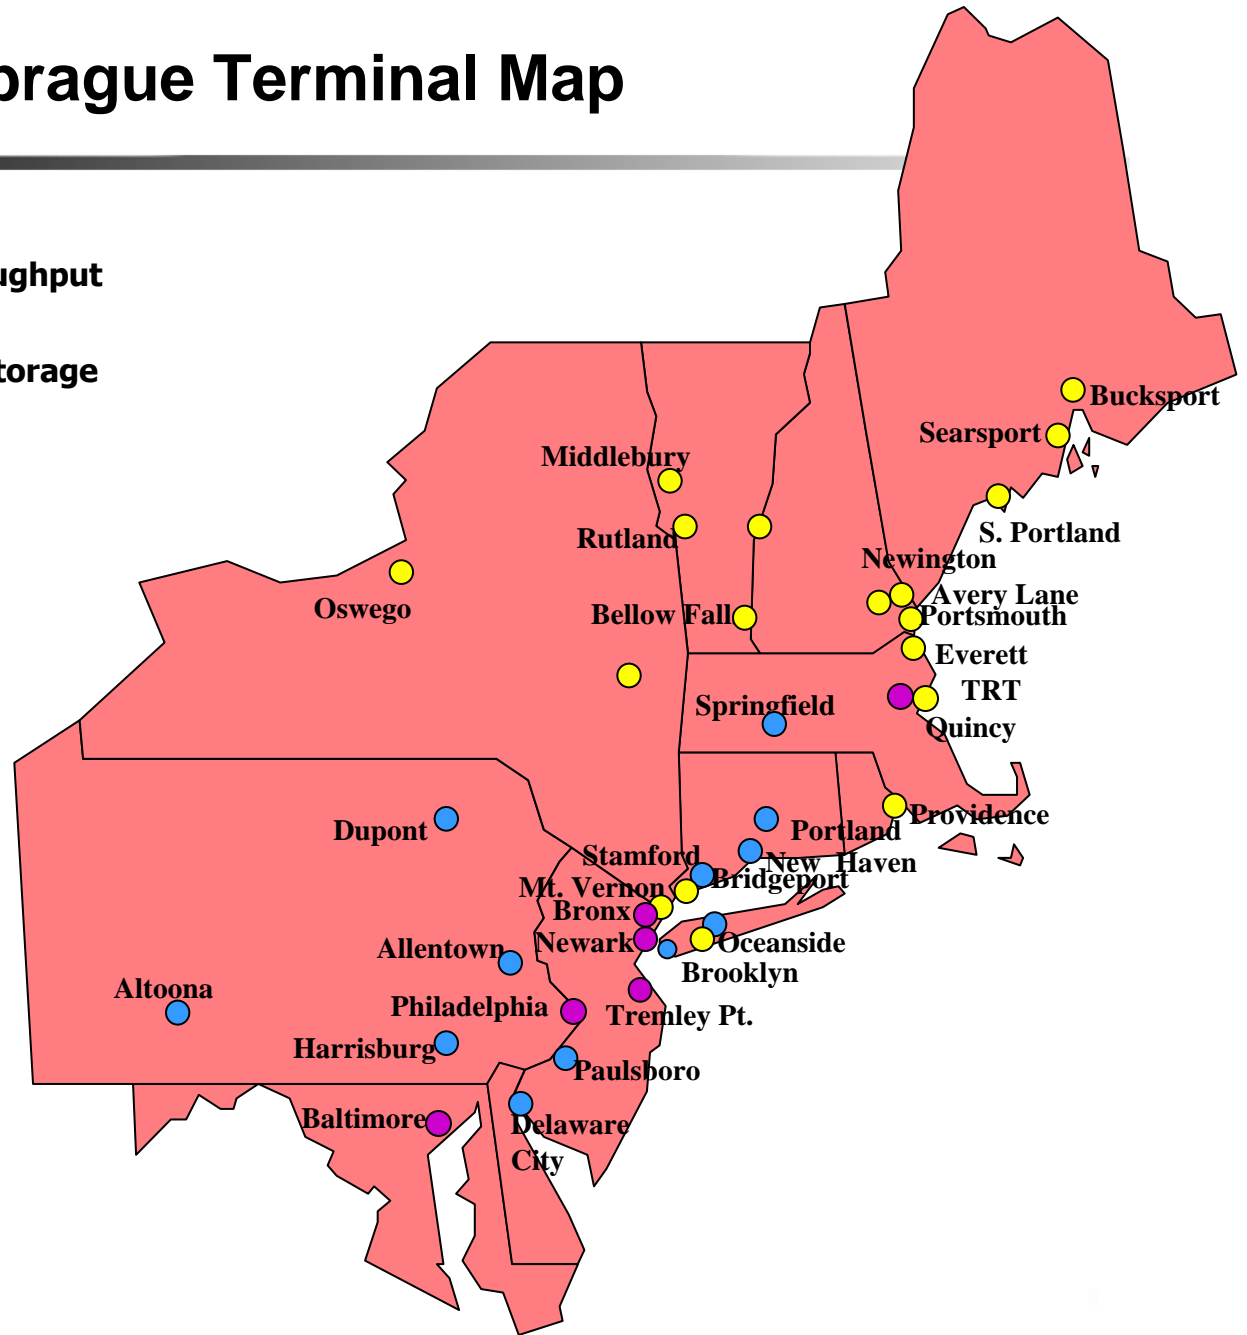 prague Terminal Map
ughput
torage
Bucksport
Searsport
Middlebury
S. Portland
Rutland
Newington
Avery Lane
Oswego
Bellow Fall
Portsmouth
Everett
TRT
Springfield
Quincy
Providence
Dupont
Portland
Stamford
New Haven
Mt. Vernon
Bridgeport
Bronx
Newark
Oceanside
Allentown
Brooklyn
Altoona
Philadelphia
Tremley Pt.
Harrisburg
Paulsboro
Baltimore
Delaware
City